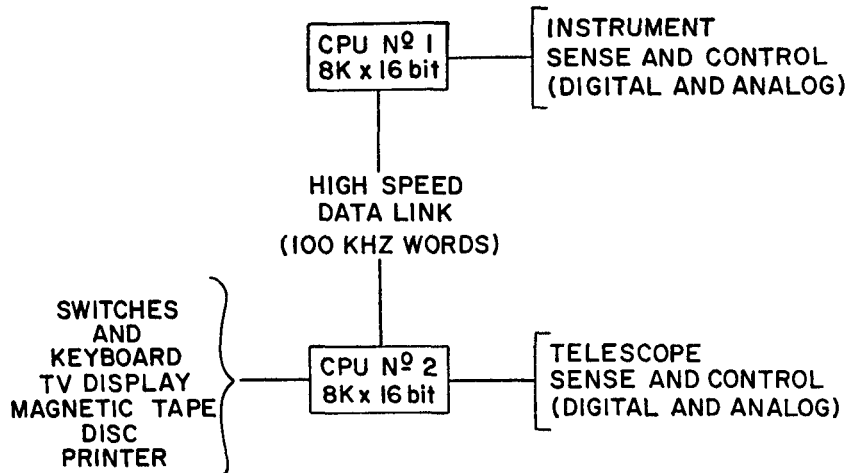 CPU Nº 1
8K x 16 bit
INSTRUMENT
SENSE AND CONTROL
(DIGITAL AND ANALOG)
HIGH SPEED
DATA LINK
(100 KHZ WORDS)
SWITCHES
AND
KEYBOARD
TV DISPLAY
MAGNETIC TAPE
DISC
PRINTER
CPU Nº 2
8K x 16 bit
TELESCOPE
SENSE AND CONTROL
(DIGITAL AND ANALOG)